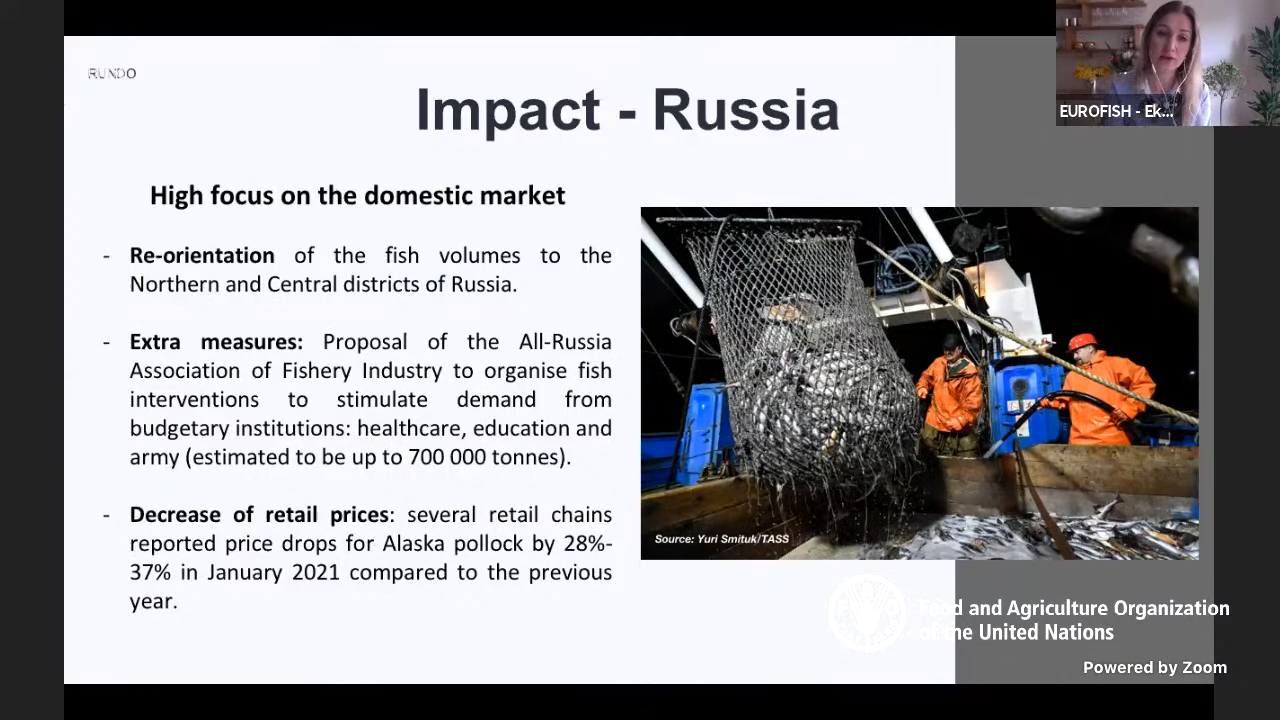 RUNDO
Impact - Russia
EUROFISH - Ek...
High focus on the domestic market
- Re-orientation of the fish volumes to the
Northern and Central districts of Russia.
- Extra measures: Proposal of the All-Russia
Association of Fishery Industry to organise fish
interventions to stimulate demand from
budgetary institutions: healthcare, education and
army (estimated to be up to 700 000 tonnes).
- Decrease of retail prices: several retail chains
reported price drops for Alaska pollock by 28%-
37% in January 2021 compared to the previous
year.
Source: Yuri Smituk/TASS
Food and Agriculture Organization
of the United Nations
Powered by Zoom